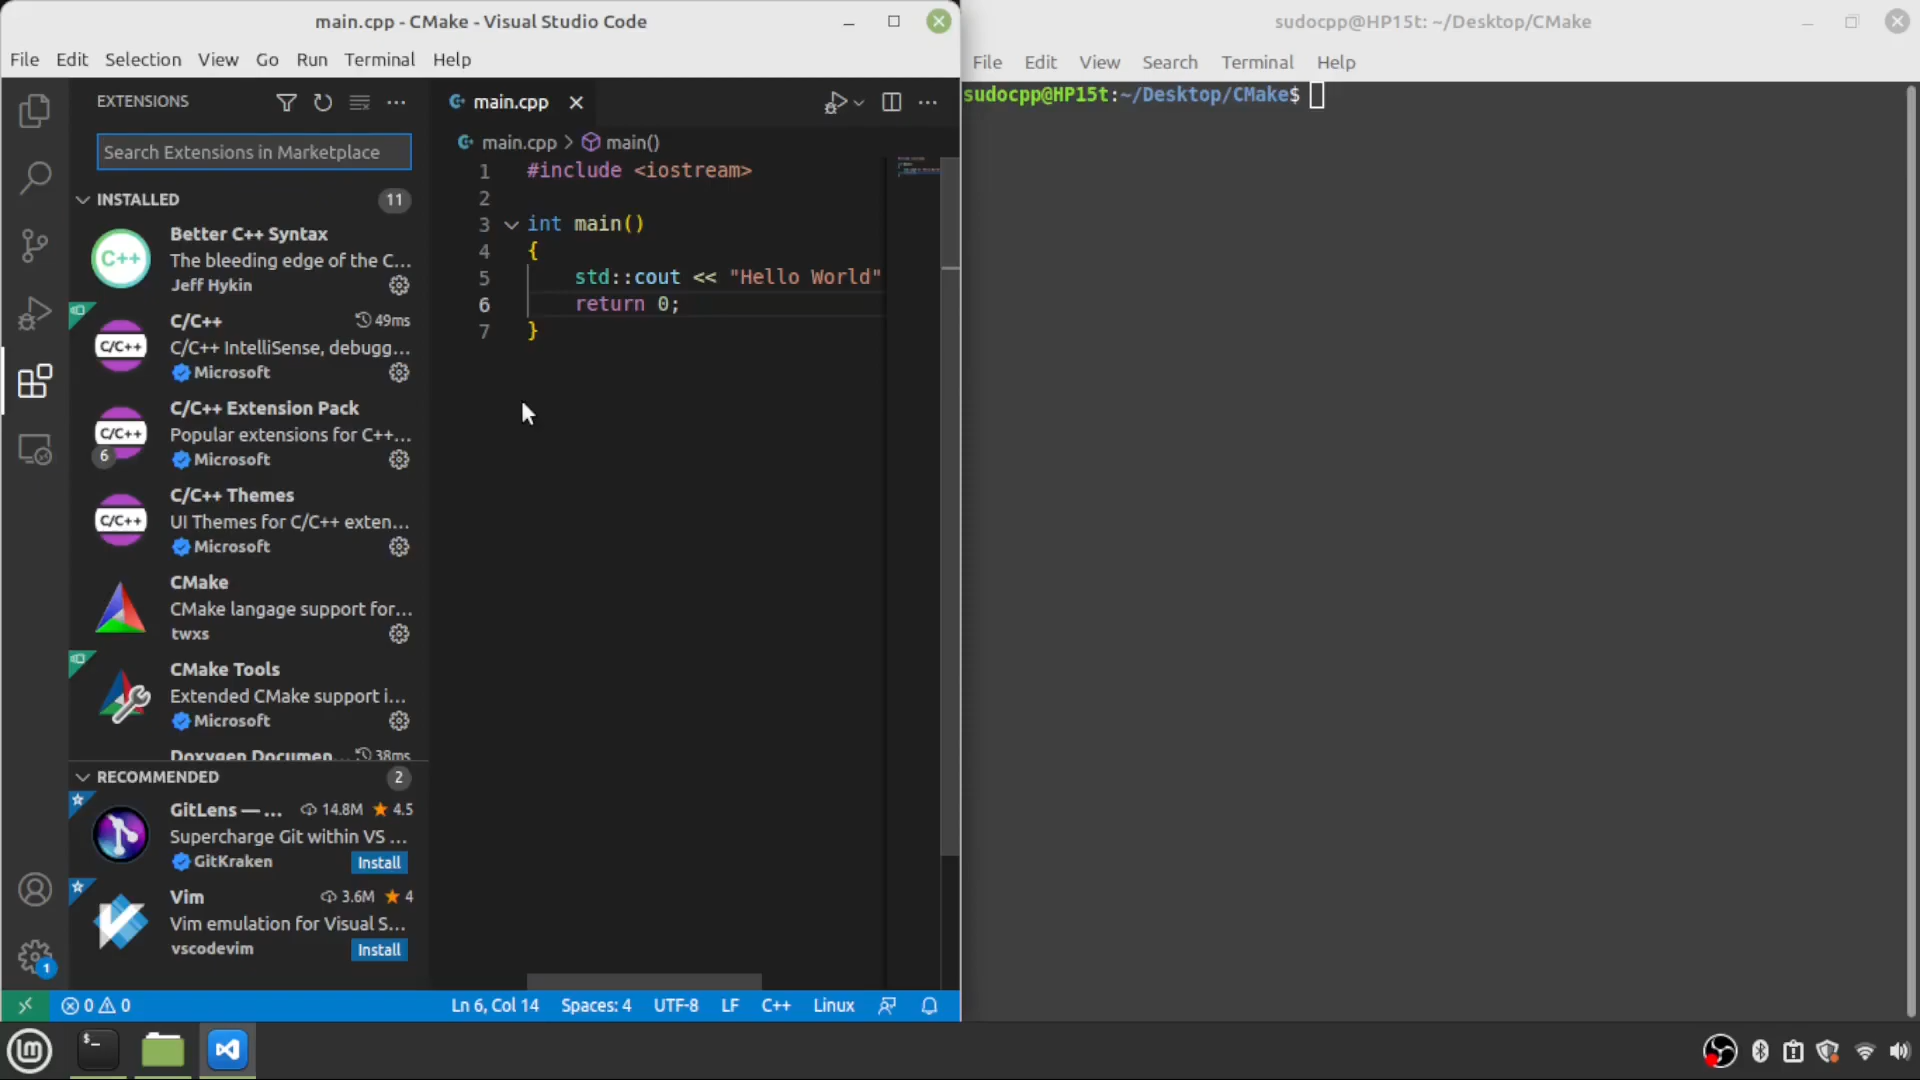 main.cpp - CMake - Visual Studio Code
File Edit Selection View Go Run Terminal Help
EXTENSIONS
Search Extensions in Marketplace
INSTALLED 11
Better C++ Syntax
The bleeding edge of the C...
Jeff Hykin
C++
C/C++ 49ms
C/C++ IntelliSense, debugg...
Microsoft
C/C++
C/C++ Extension Pack
Popular extensions for C++...
Microsoft
C/C++
6
C/C++ Themes
UI Themes for C/C++ exten...
Microsoft
C/C++
CMake
CMake langage support for...
twxs
CMake Tools
Extended CMake support i...
Microsoft
Doxygen Documen... 38ms
RECOMMENDED 2
GitLens — ... 14.8M 4.5
Supercharge Git within VS ...
GitKraken Install
Vim 3.6M 4
Vim emulation for Visual S...
vscodevim Install
1
main.cpp
main.cpp > main()
1 #include <iostream>
2
3 int main()
4 {
5 std::cout << "Hello World"
6 return 0;
7 }
0 0 Ln 6, Col 14 Spaces: 4 UTF-8 LF C++ Linux
sudocpp@HP15t: ~/Desktop/CMake
File Edit View Search Terminal Help
sudocpp@HP15t:~/Desktop/CMake$